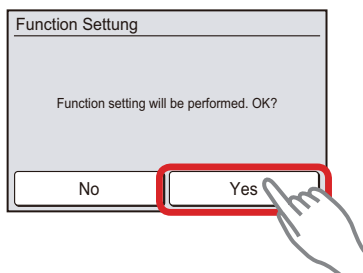 Function Settung
Function setting will be performed. OK?
No
Yes